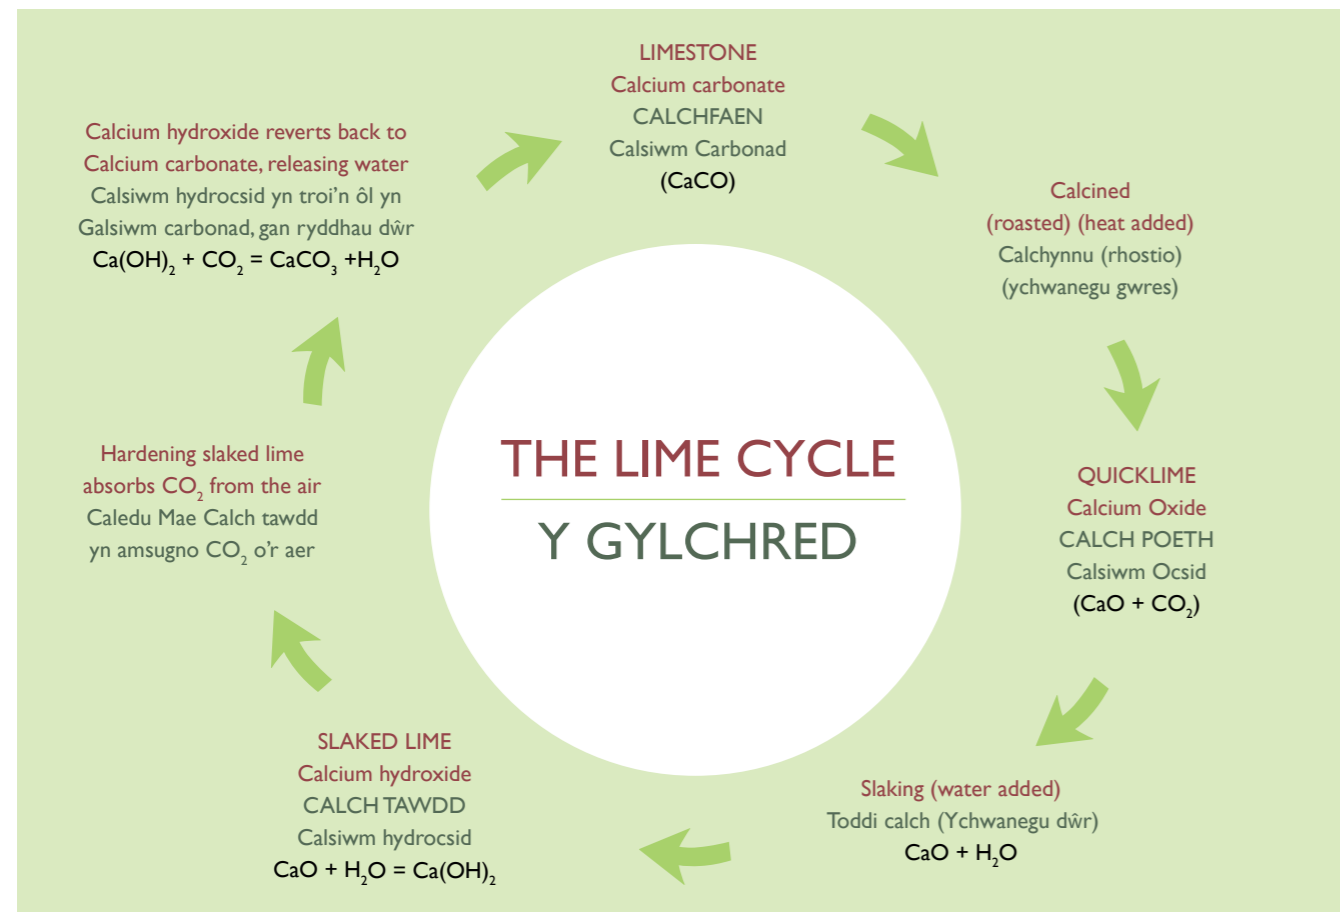 LIMESTONE
Calcium carbonate
CALCHFAEN
Calsiwm Carbonad
(CaCO)
Calcined
(roasted) (heat added)
Calchynnu (rhostio)
(ychwanegu gwres)
QUICKLIME
Calcium Oxide
CALCH POETH
Calsiwm Ocsid
(CaO + CO₂)
Slaking (water added)
Toddi calch (Ychwanegu dŵr)
CaO + H₂O
SLAKED LIME
Calcium hydroxide
CALCH TAWDD
Calsiwm hydrocsid
CaO + H₂O = Ca(OH)₂
Hardening slaked lime
absorbs CO₂ from the air
Caledu Mae Calch tawdd
yn amsugno CO₂ o'r aer
Calcium hydroxide reverts back to
Calcium carbonate, releasing water
Calsiwm hydrocsid yn troi'n ôl yn
Galsiwm carbonad, gan ryddhau dŵr
Ca(OH)₂ + CO₂ = CaCO₃ +H₂O
THE LIME CYCLE
Y GYLCHRED